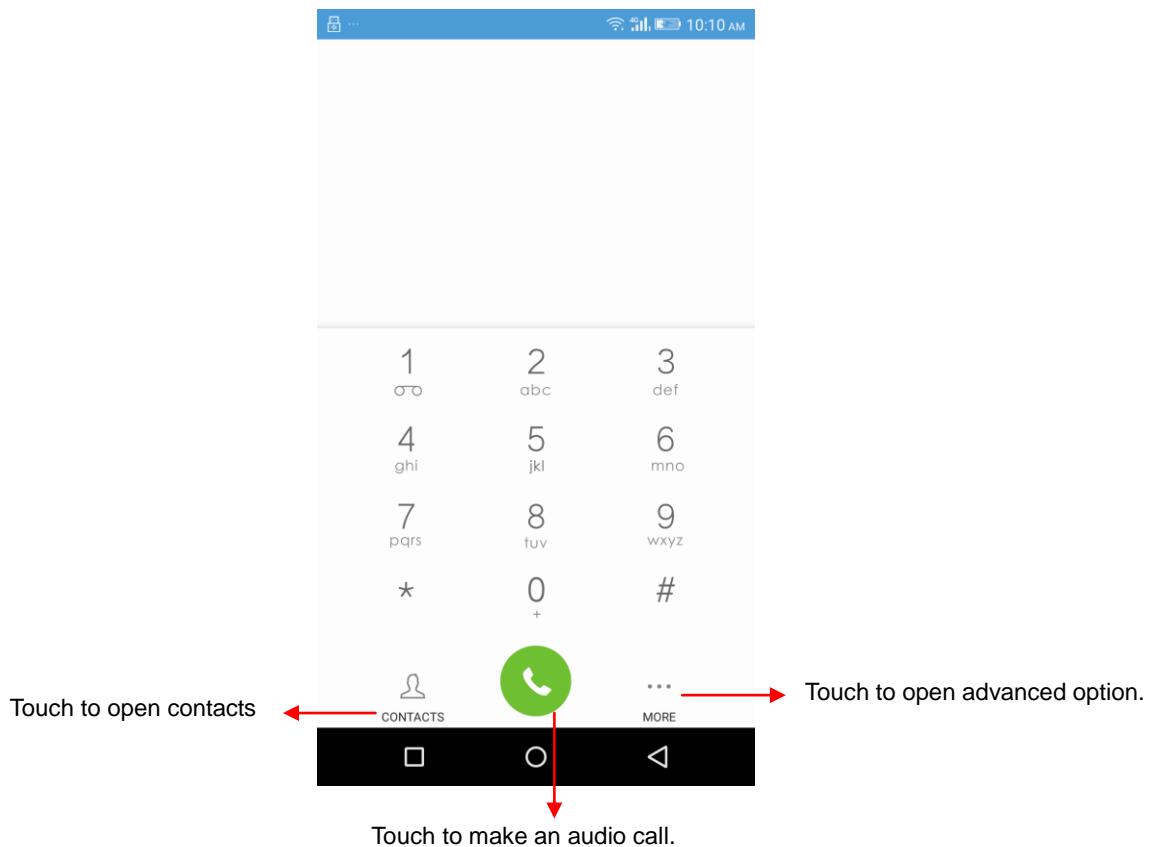 4G 10:10 AM
1 2 3
abc def
4 5 6
ghi jkl mno
7 8 9
pqrs tuv wxyz
* 0 #
+
Touch to open contacts
CONTACTS MORE
Touch to open advanced option.
Touch to make an audio call.